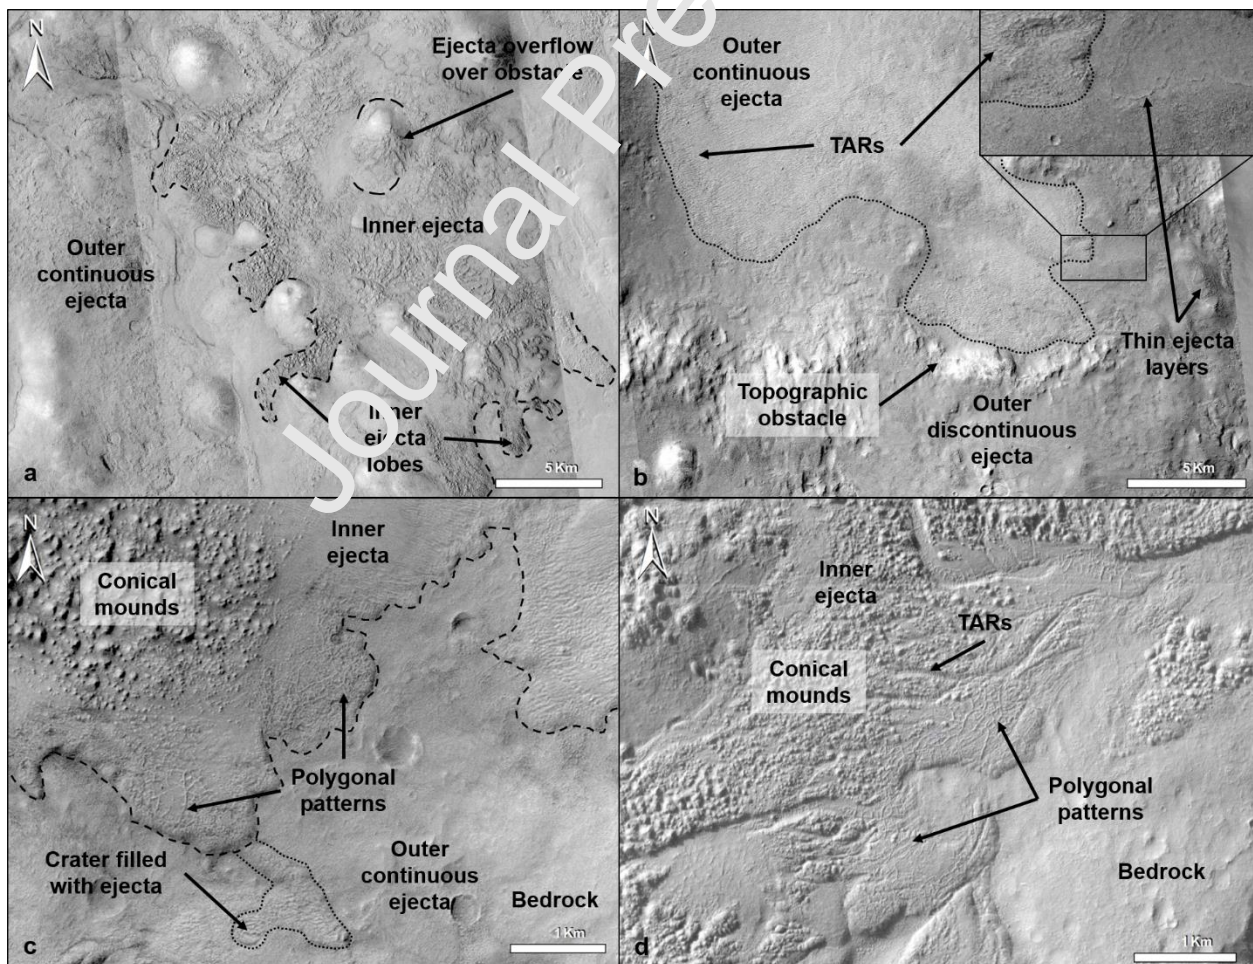 N
Ejecta overflow
over obstacle
Inner ejecta
Outer
continuous
ejecta
Inner
ejecta
lobes
a
5 Km
N
Outer
continuous
ejecta
TARs
Thin ejecta
layers
Topographic
obstacle
Outer
discontinuous
ejecta
b
5 Km
Journal Pre
N
Inner
ejecta
Conical
mounds
Polygonal
patterns
Crater filled
with ejecta
Outer
continuous
ejecta
Bedrock
c
1 Km
N
Inner
ejecta
TARs
Conical
mounds
Polygonal
patterns
Bedrock
d
1 Km